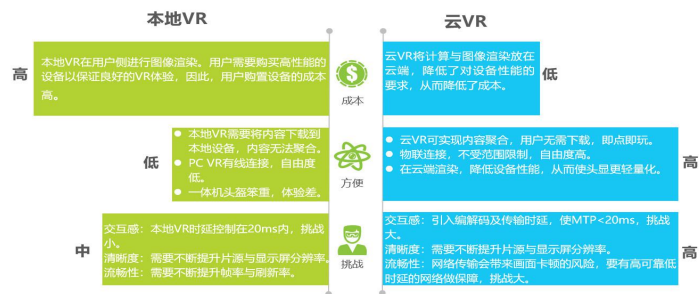 本地VR
云VR
高
本地VR在用户侧进行图像渲染。用户需要购买高性能的
设备以保证良好的VR体验，因此，用户购置设备的成本
高。
成本
云VR将计算与图像渲染放在
云端，降低了对设备性能的
要求，从而降低了成本。
低
低
本地VR需要将内容下载到
本地设备，内容无法聚合。
PC VR有线连接，自由度
低。
一体机头盔笨重，体验差。
方便
云VR可实现内容聚合，用户无需下载，即点即玩。
物联连接，不受范围限制，自由度高。
在云端渲染，降低设备性能，从而使头显更轻量化。
高
中
交互感：本地VR时延控制在20ms内，挑战
小。
清晰度：需要不断提升片源与显示屏分辨率。
流畅性：需要不断提升帧率与刷新率。
挑战
交互感：引入编解码及传输时延，使MTP<20ms，挑战
大。
清晰度：需要不断提升片源与显示屏分辨率。
流畅性：网络传输会带来画面卡顿的风险，要有高可靠低
时延的网络做保障，挑战大。
高